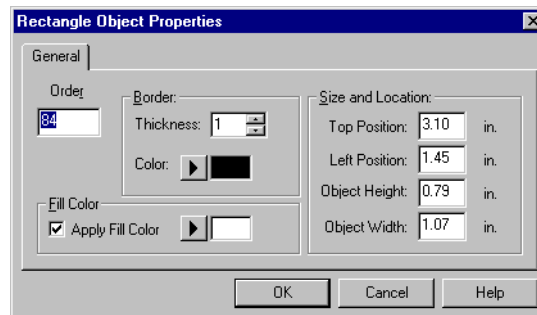 Rectangle Object Properties
General
Order
84
Border:
Thickness: 1
Color:
Fill Color
Apply Fill Color
Size and Location:
Top Position: 3.10 in.
Left Position: 1.45 in.
Object Height: 0.79 in.
Object Width: 1.07 in.
OK Cancel Help